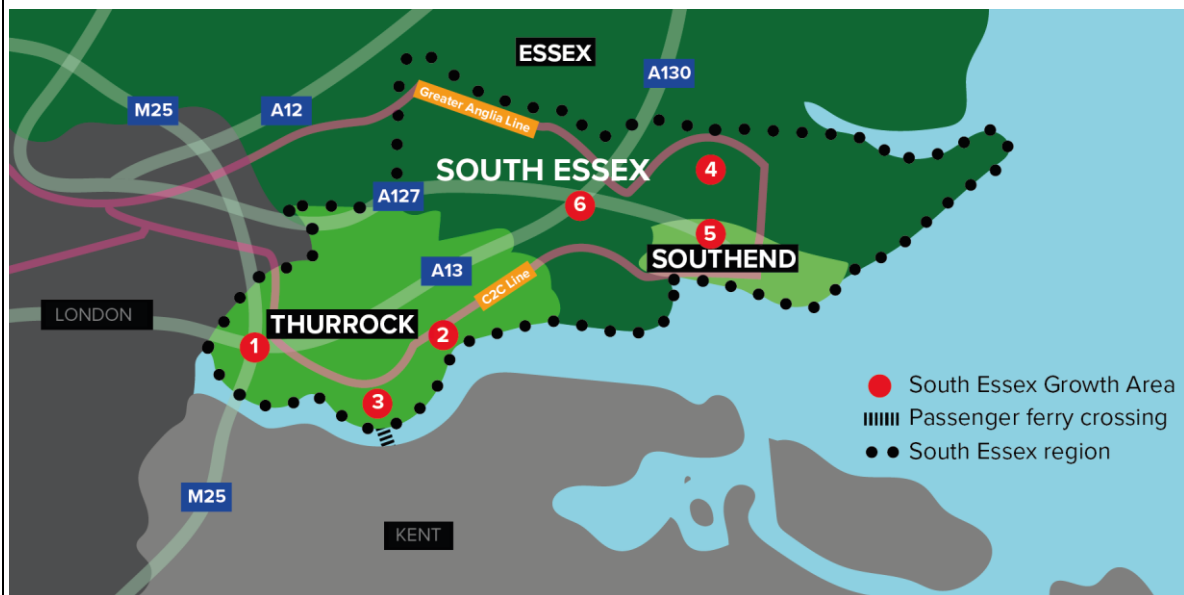 ESSEX
A130
M25
A12
Greater Anglia Line
SOUTH ESSEX
4
A127
6
5
SOUTHEND
A13
C2C Line
LONDON
THURROCK
2
1
3
South Essex Growth Area
Passenger ferry crossing
South Essex region
M25
KENT